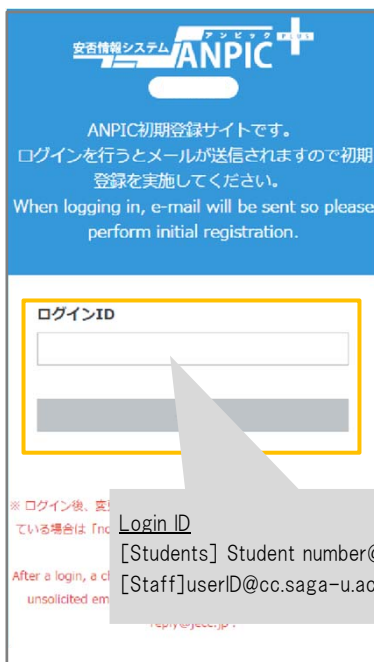 安否情報システム
アンピック PLUS
ANPIC+
ANPIC初期登録サイトです。
ログインを行うとメールが送信されますので初期
登録を実施してください。
When logging in, e-mail will be sent so please
perform initial registration.
ログインID
※ ログイン後、変
ている場合は「no
After a login, a c
unsolicited em
reply@jecc.jp .
Login ID
[Students] Student number@
[Staff]userID@cc.saga-u.ac